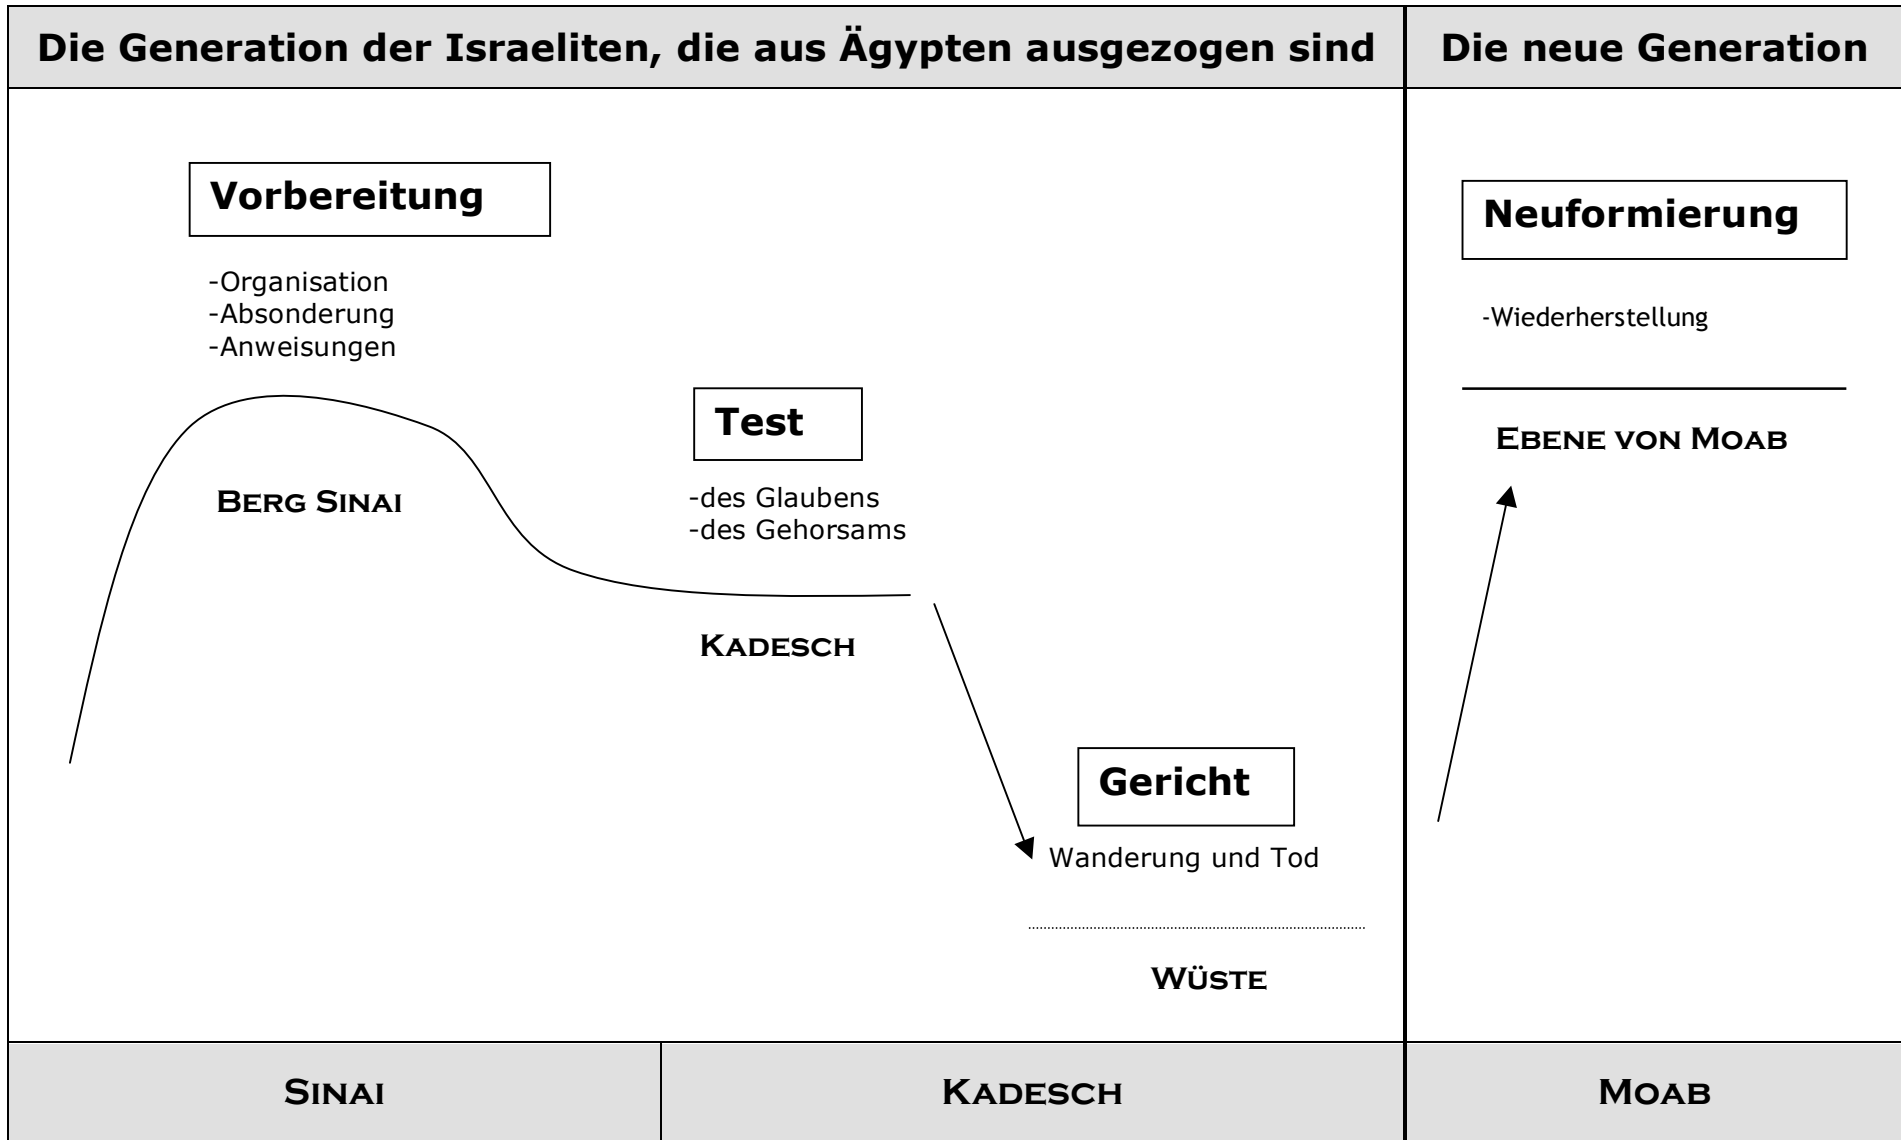 Die Generation der Israeliten, die aus Ägypten ausgezogen sind
Die neue Generation
Vorbereitung
-Organisation
-Absonderung
-Anweisungen
BERG SINAI
Test
-des Glaubens
-des Gehorsams
KADESCH
Gericht
Wanderung und Tod
WÜSTE
Neuformierung
-Wiederherstellung
EBENE VON MOAB
SINAI
KADESCH
MOAB